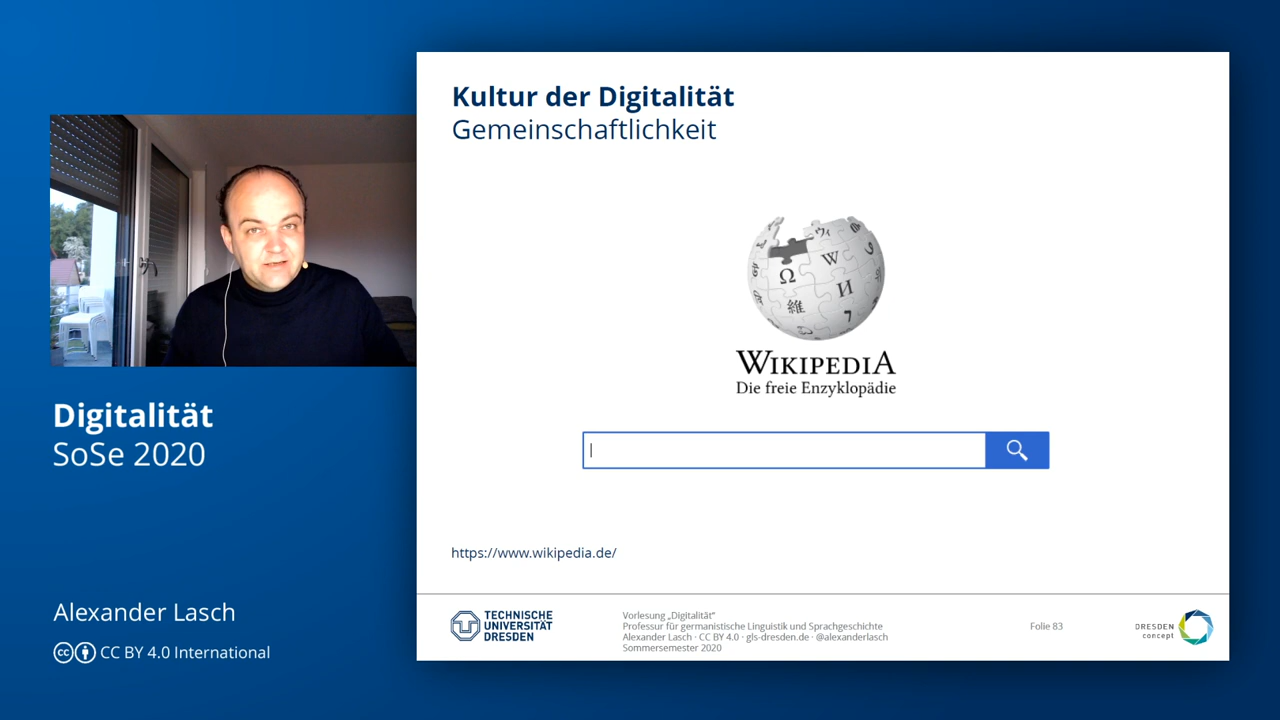 Kultur der Digitalität
Gemeinschaftlichkeit
Ω
W
И
維
WIKIPEDIA
Die freie Enzyklopädie
https://www.wikipedia.de/
Digitalität
SoSe 2020
Alexander Lasch
CC BY 4.0 International
TECHNISCHE
UNIVERSITÄT
DRESDEN
Vorlesung „Digitalität“
Professur für germanistische Linguistik und Sprachgeschichte
Alexander Lasch · CC BY 4.0 · gls-dresden.de · @alexanderlasch
Sommersemester 2020
Folie 83
DRESDEN
concept